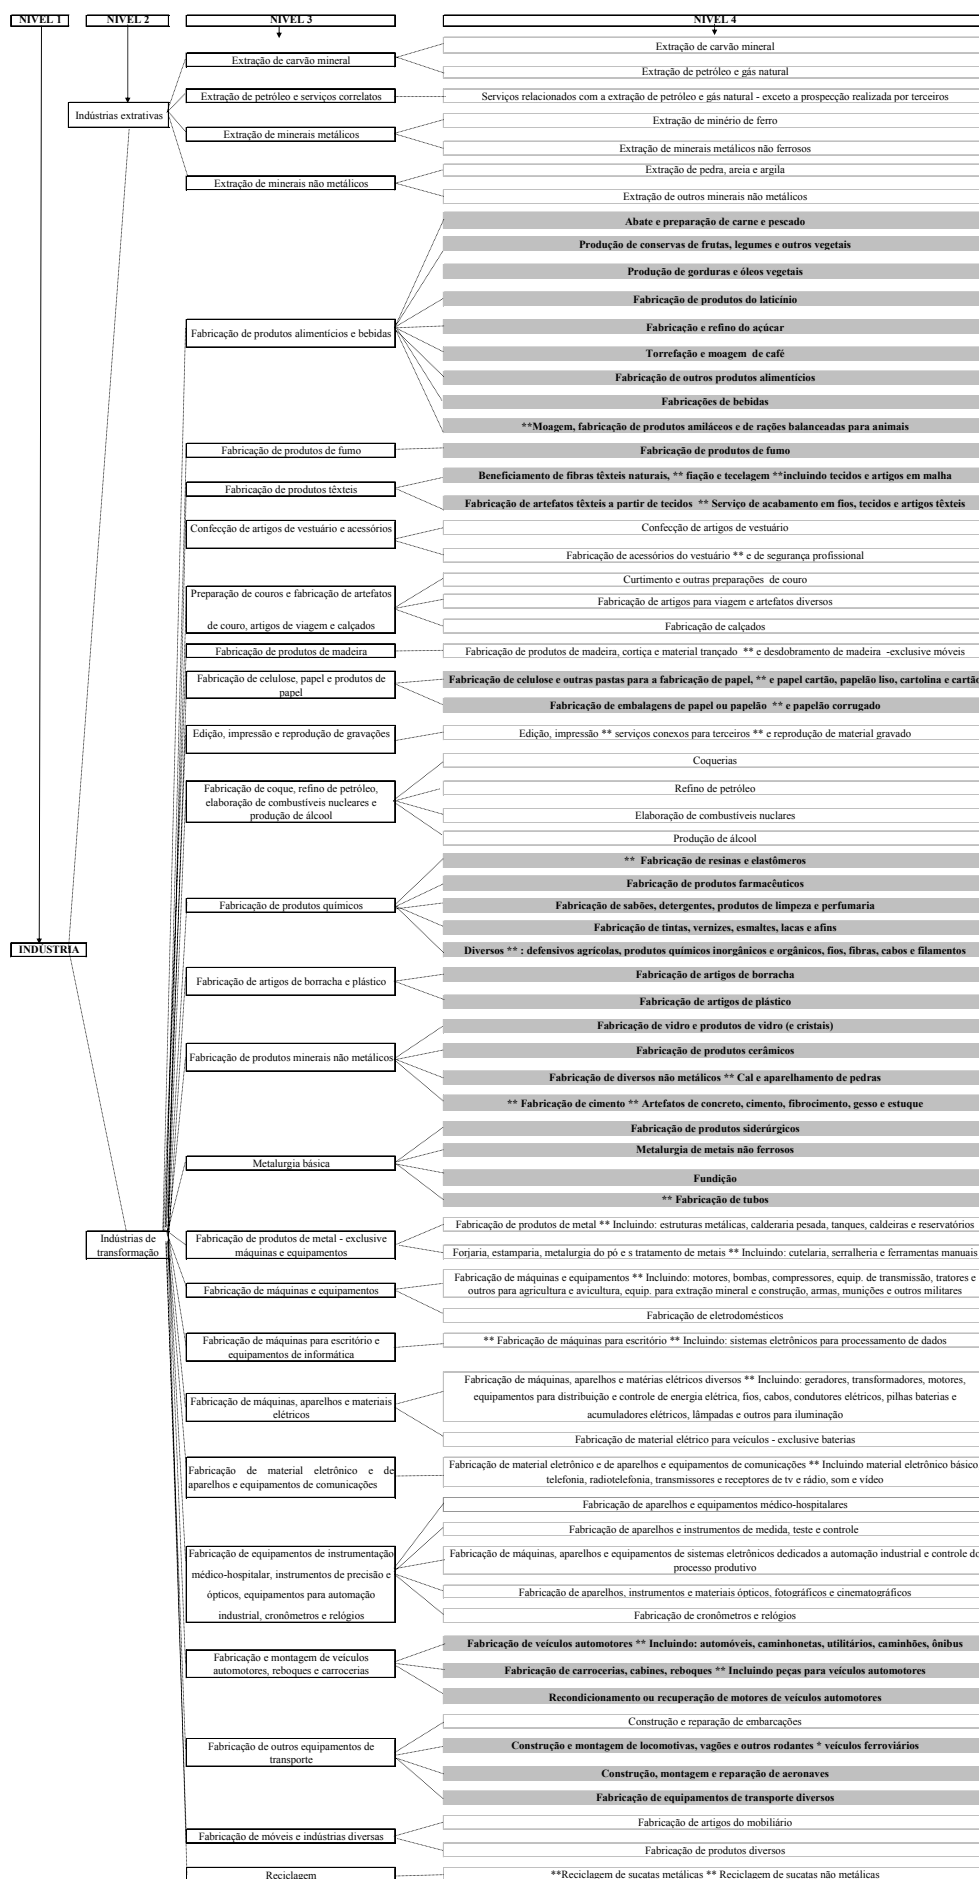 NIVEL 1
NIVEL 2
NIVEL 3
NIVEL 4
Extração de carvão mineral
Extração de carvão mineral
Extração de petróleo e gás natural
Indústrias extrativas
Extração de petróleo e serviços correlatos
Serviços relacionados com a extração de petróleo e gás natural - exceto a prospecção realizada por terceiros
Extração de minerais metálicos
Extração de minério de ferro
Extração de minerais metálicos não ferrosos
Extração de minerais não metálicos
Extração de pedra, areia e argila
Extração de outros minerais não metálicos
Fabricação de produtos alimentícios e bebidas
Abate e preparação de carne e pescado
Produção de conservas de frutas, legumes e outros vegetais
Produção de gorduras e óleos vegetais
Fabricação de produtos do laticínio
Fabricação e refino do açúcar
Torrefação e moagem de café
Fabricação de outros produtos alimentícios
Fabricações de bebidas
**Moagem, fabricação de produtos amiláceos e de rações balanceadas para animais
Fabricação de produtos de fumo
Fabricação de produtos de fumo
Fabricação de produtos têxteis
Beneficiamento de fibras têxteis naturais, ** fiação e tecelagem **incluindo tecidos e artigos em malha
Fabricação de artefatos têxteis a partir de tecidos ** Serviço de acabamento em fios, tecidos e artigos têxteis
Confecção de artigos de vestuário e acessórios
Confecção de artigos de vestuário
Fabricação de acessórios do vestuário ** e de segurança profissional
Preparação de couros e fabricação de artefatos
de couro, artigos de viagem e calçados
Curtimento e outras preparações de couro
Fabricação de artigos para viagem e artefatos diversos
Fabricação de calçados
Fabricação de produtos de madeira
Fabricação de produtos de madeira, cortiça e material trançado ** e desdobramento de madeira -exclusive móveis
Fabricação de celulose, papel e produtos de
papel
Fabricação de celulose e outras pastas para a fabricação de papel, ** e papel cartão, papelão liso, cartolina e cartão
Fabricação de embalagens de papel ou papelão ** e papelão corrugado
Edição, impressão e reprodução de gravações
Edição, impressão ** serviços conexos para terceiros ** e reprodução de material gravado
Fabricação de coque, refino de petróleo,
elaboração de combustíveis nucleares e
produção de álcool
Coquerias
Refino de petróleo
Elaboração de combustíveis nuclares
Produção de álcool
Fabricação de produtos químicos
** Fabricação de resinas e elastômeros
Fabricação de produtos farmacêuticos
Fabricação de sabões, detergentes, produtos de limpeza e perfumaria
Fabricação de tintas, vernizes, esmaltes, lacas e afins
Diversos ** : defensivos agrícolas, produtos químicos inorgânicos e orgânicos, fios, fibras, cabos e filamentos
INDÚSTRIA
Fabricação de artigos de borracha e plástico
Fabricação de artigos de borracha
Fabricação de artigos de plástico
Fabricação de produtos minerais não metálicos
Fabricação de vidro e produtos de vidro (e cristais)
Fabricação de produtos cerâmicos
Fabricação de diversos não metálicos ** Cal e aparelhamento de pedras
** Fabricação de cimento ** Artefatos de concreto, cimento, fibrocimento, gesso e estuque
Metalurgia básica
Fabricação de produtos siderúrgicos
Metalurgia de metais não ferrosos
Fundição
** Fabricação de tubos
Indústrias de
transformação
Fabricação de produtos de metal - exclusive
máquinas e equipamentos
Fabricação de produtos de metal ** Incluindo: estruturas metálicas, calderaria pesada, tanques, caldeiras e reservatórios
Forjaria, estamparia, metalurgia do pó e s tratamento de metais ** Incluindo: cutelaria, serralheria e ferramentas manuais
Fabricação de máquinas e equipamentos
Fabricação de máquinas e equipamentos ** Incluindo: motores, bombas, compressores, equip. de transmissão, tratores e
outros para agricultura e avicultura, equip. para extração mineral e construção, armas, munições e outros militares
Fabricação de eletrodomésticos
Fabricação de máquinas para escritório e
equipamentos de informática
** Fabricação de máquinas para escritório ** Incluindo: sistemas eletrônicos para processamento de dados
Fabricação de máquinas, aparelhos e materiais
elétricos
Fabricação de máquinas, aparelhos e matérias elétricos diversos ** Incluindo: geradores, transformadores, motores,
equipamentos para distribuição e controle de energia elétrica, fios, cabos, condutores elétricos, pilhas baterias e
acumuladores elétricos, lâmpadas e outros para iluminação
Fabricação de material elétrico para veículos - exclusive baterias
Fabricação de material eletrônico e de
aparelhos e equipamentos de comunicações
Fabricação de material eletrônico e de aparelhos e equipamentos de comunicações ** Incluindo material eletrônico básico
telefonia, radiotelefonia, transmissores e receptores de tv e rádio, som e vídeo
Fabricação de equipamentos de instrumentação
médico-hospitalar, instrumentos de precisão e
ópticos, equipamentos para automação
industrial, cronômetros e relógios
Fabricação de aparelhos e equipamentos médico-hospitalares
Fabricação de aparelhos e instrumentos de medida, teste e controle
Fabricação de máquinas, aparelhos e equipamentos de sistemas eletrônicos dedicados a automação industrial e controle do
processo produtivo
Fabricação de aparelhos, instrumentos e materiais ópticos, fotográficos e cinematográficos
Fabricação de cronômetros e relógios
Fabricação e montagem de veículos
automotores, reboques e carrocerias
Fabricação de veículos automotores ** Incluindo: automóveis, caminhonetas, utilitários, caminhões, ônibus
Fabricação de carrocerias, cabines, reboques ** Incluindo peças para veículos automotores
Recondicionamento ou recuperação de motores de veículos automotores
Fabricação de outros equipamentos de
transporte
Construção e reparação de embarcações
Construção e montagem de locomotivas, vagões e outros rodantes * veículos ferroviários
Construção, montagem e reparação de aeronaves
Fabricação de equipamentos de transporte diversos
Fabricação de móveis e indústrias diversas
Fabricação de artigos do mobiliário
Fabricação de produtos diversos
Reciclagem
**Reciclagem de sucatas metálicas ** Reciclagem de sucatas não metálicas